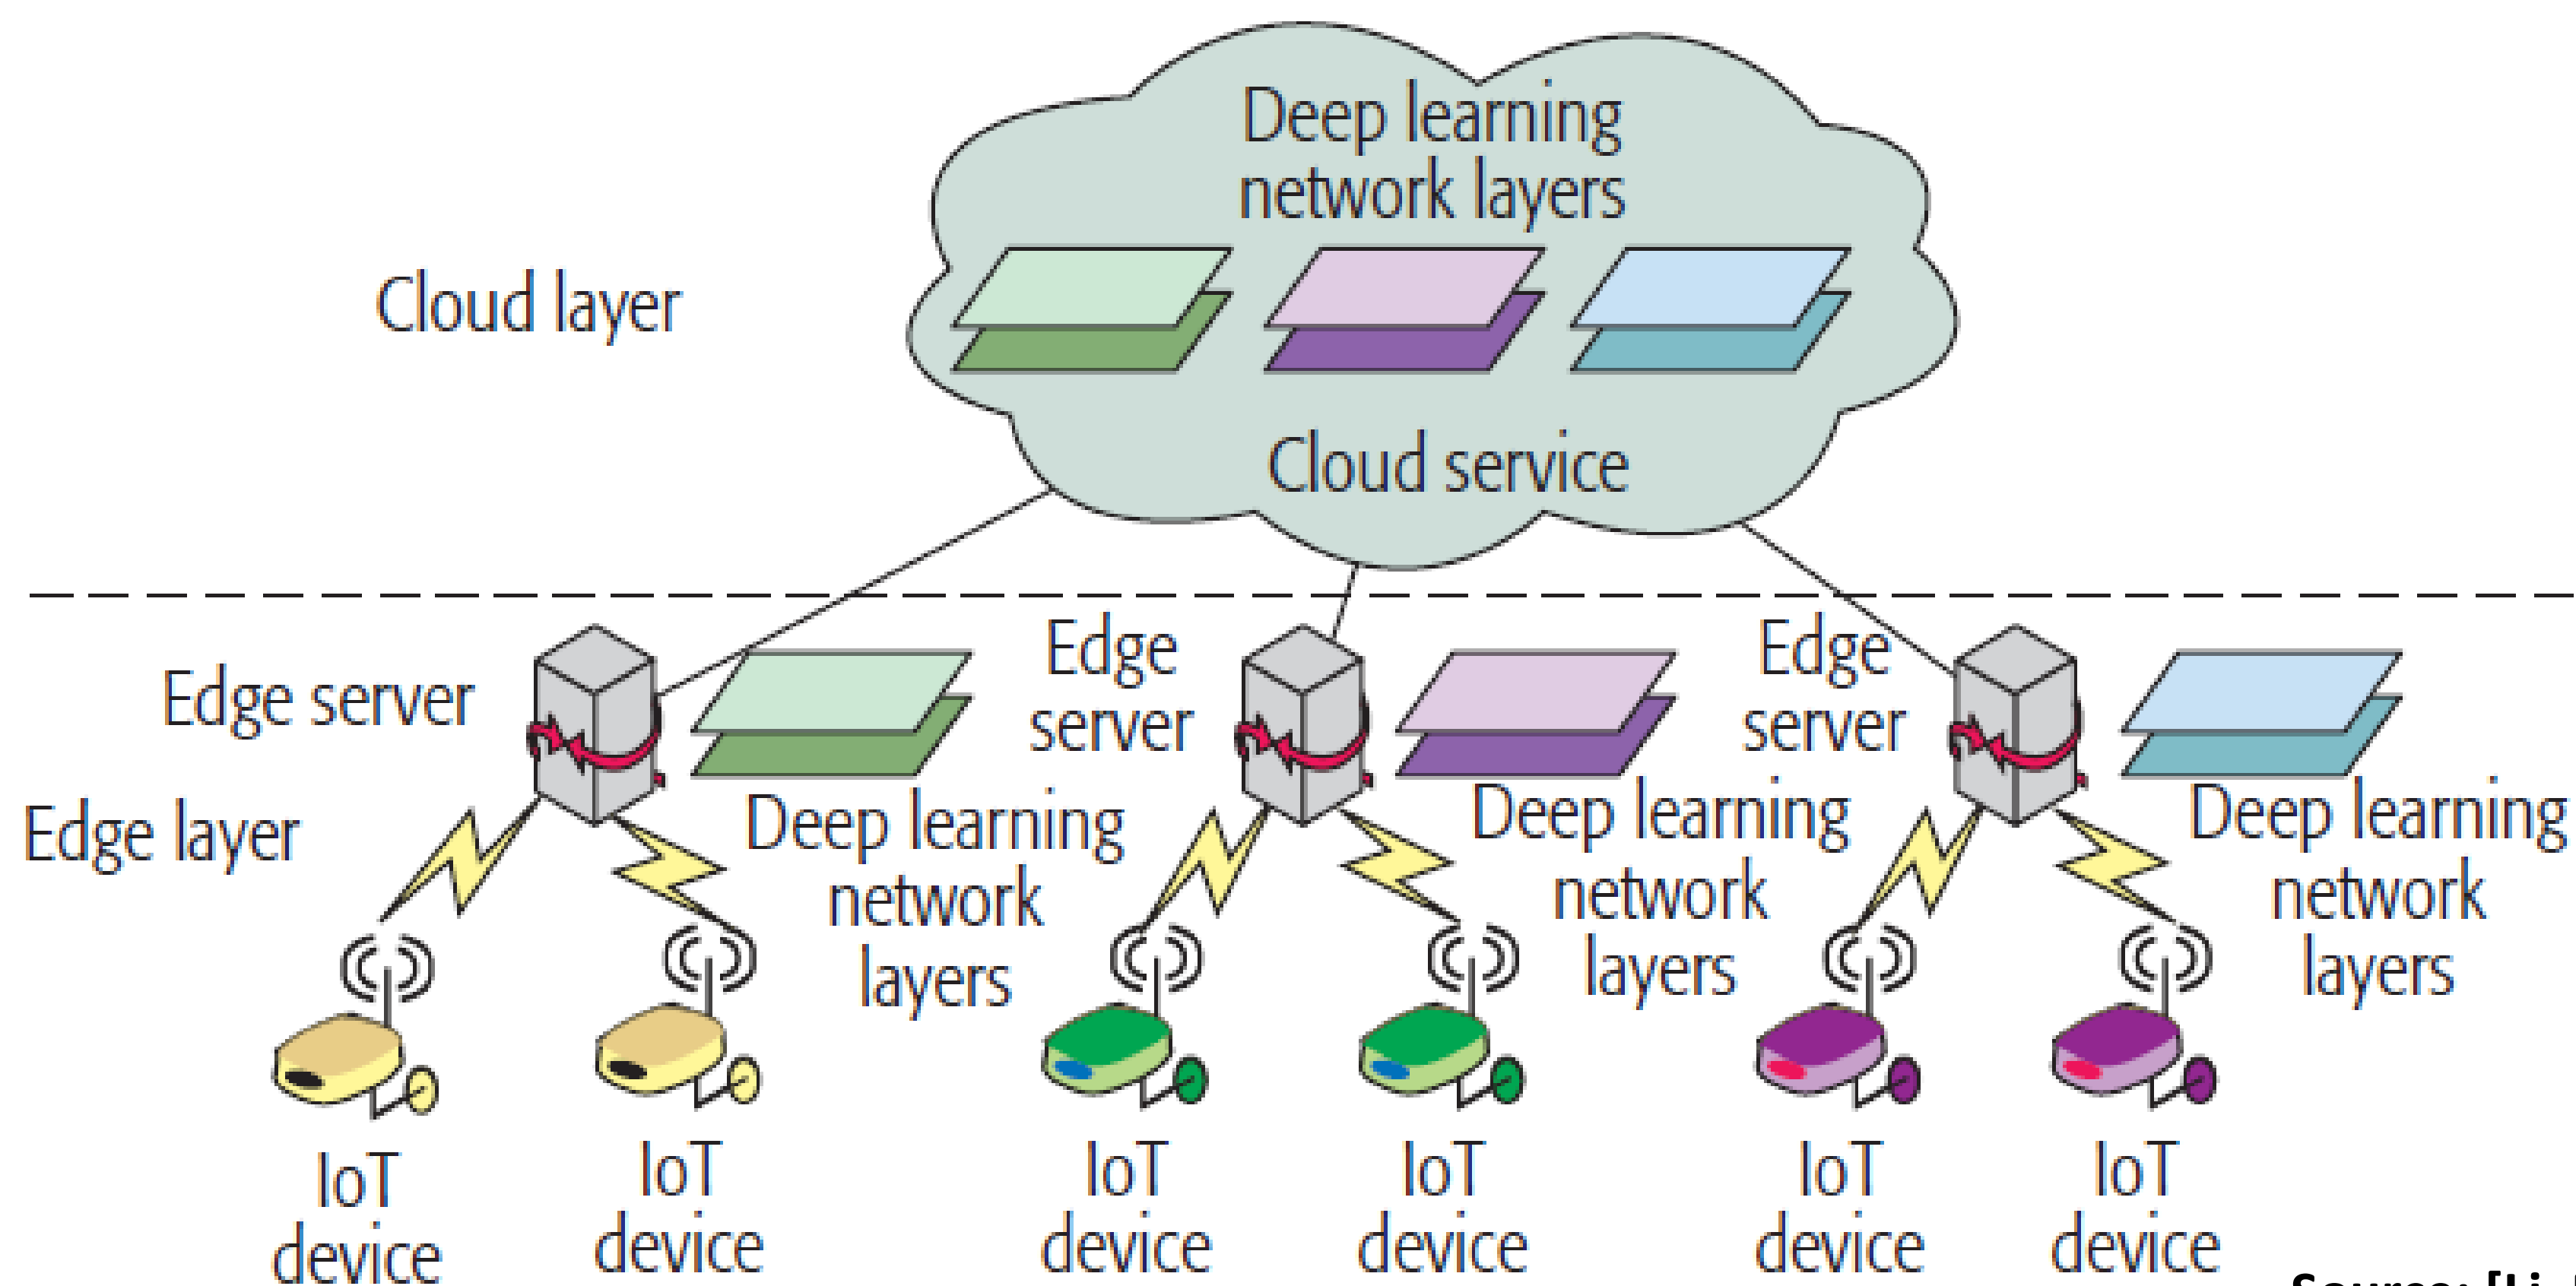 Deep learning
network layers
Cloud layer
Cloud service
Edge server
Edge
server
Edge
server
Edge layer
Deep learning
network
layers
Deep learning
network
layers
Deep learning
network
layers
IoT
device
IoT
device
IoT
device
IoT
device
IoT
device
IoT
device
Source: [Li